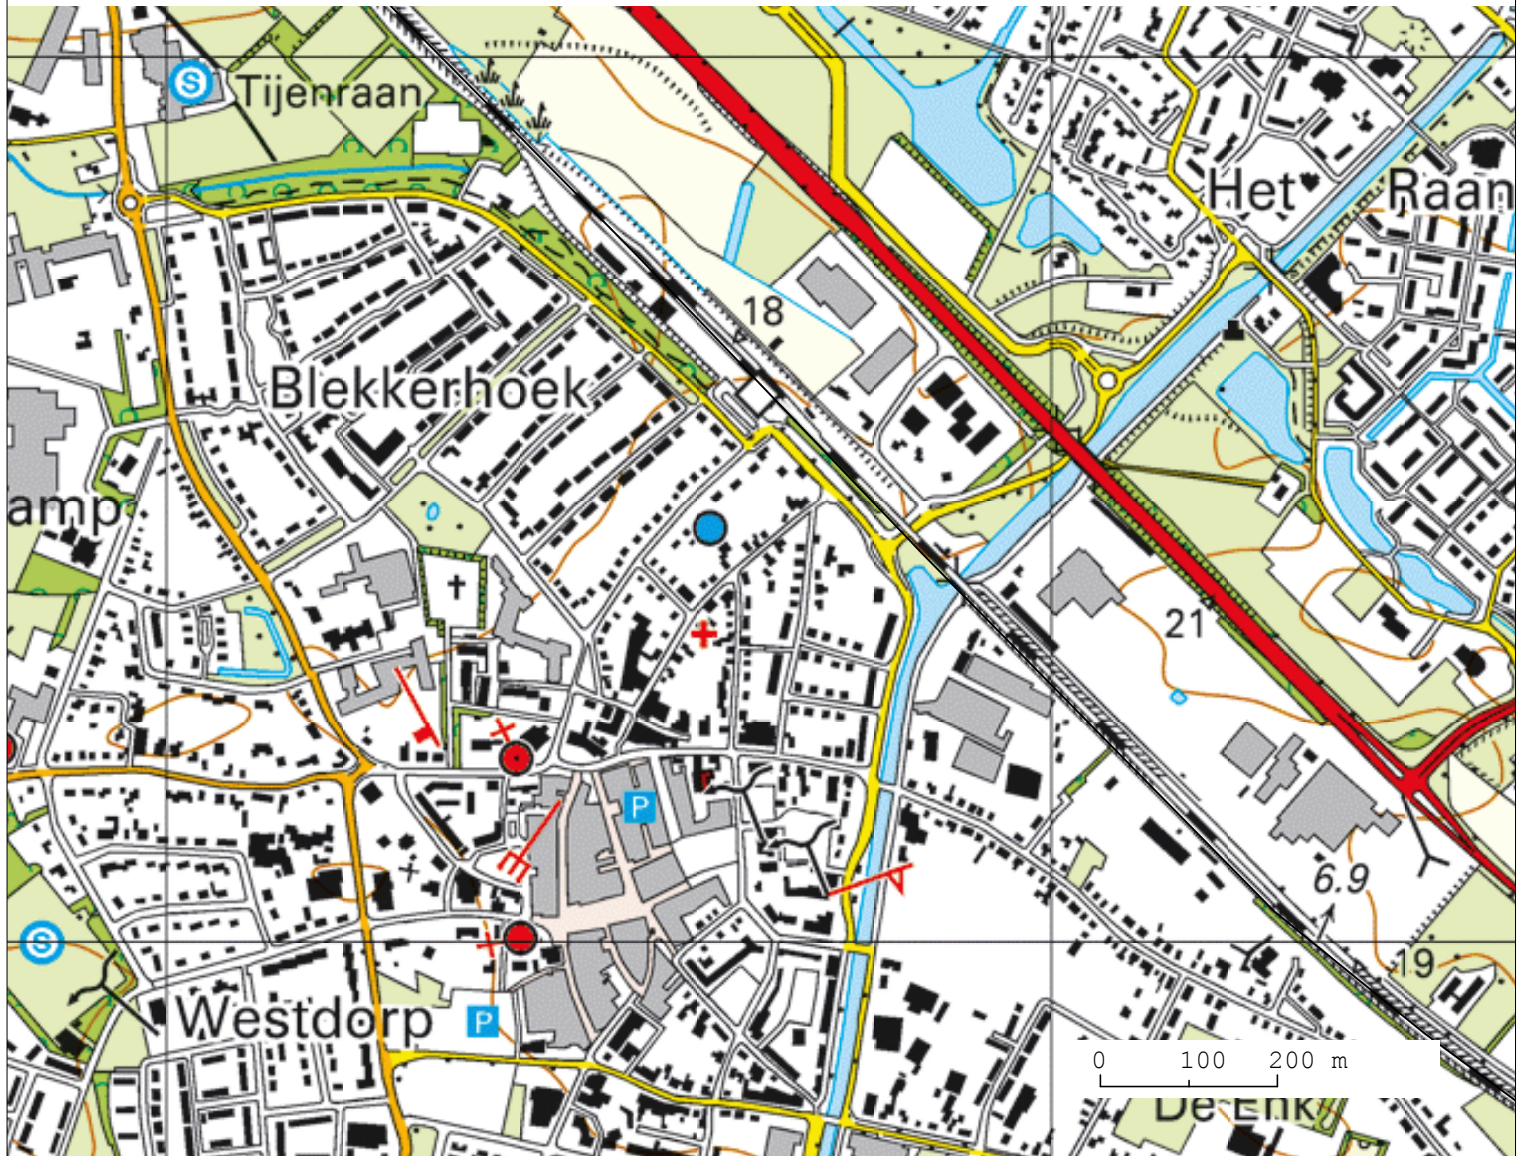 S
Tijenraan
Het Raan
18
Blekkerhoek
amp
21
P
6.9
S
19
Westdorp
P
0 100 200 m
De Enk